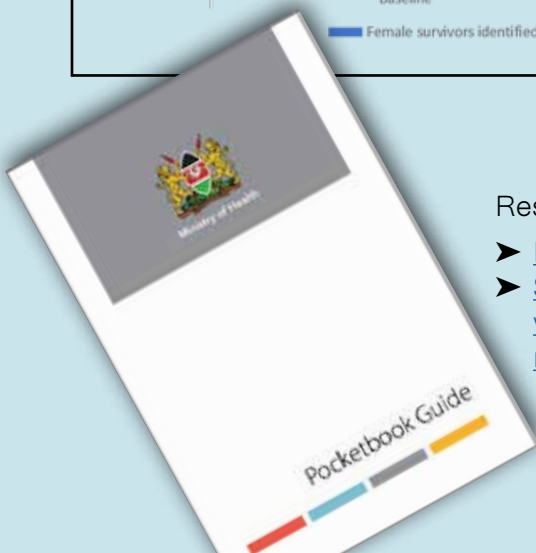 Baseline
Female survivors identified
Ministry of Health
Res
Pocketbook Guide